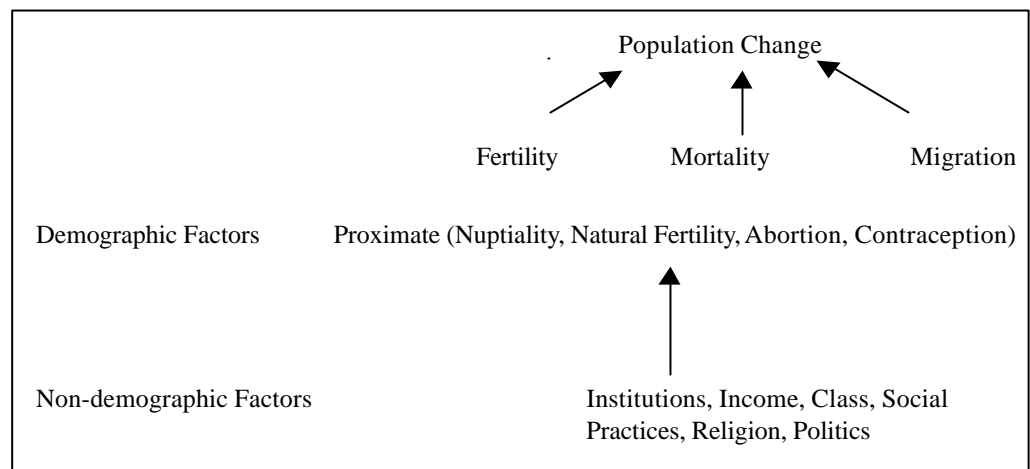 Population Change
Fertility Mortality Migration
Demographic Factors Proximate (Nuptiality, Natural Fertility, Abortion, Contraception)
Non-demographic Factors Institutions, Income, Class, Social
Practices, Religion, Politics